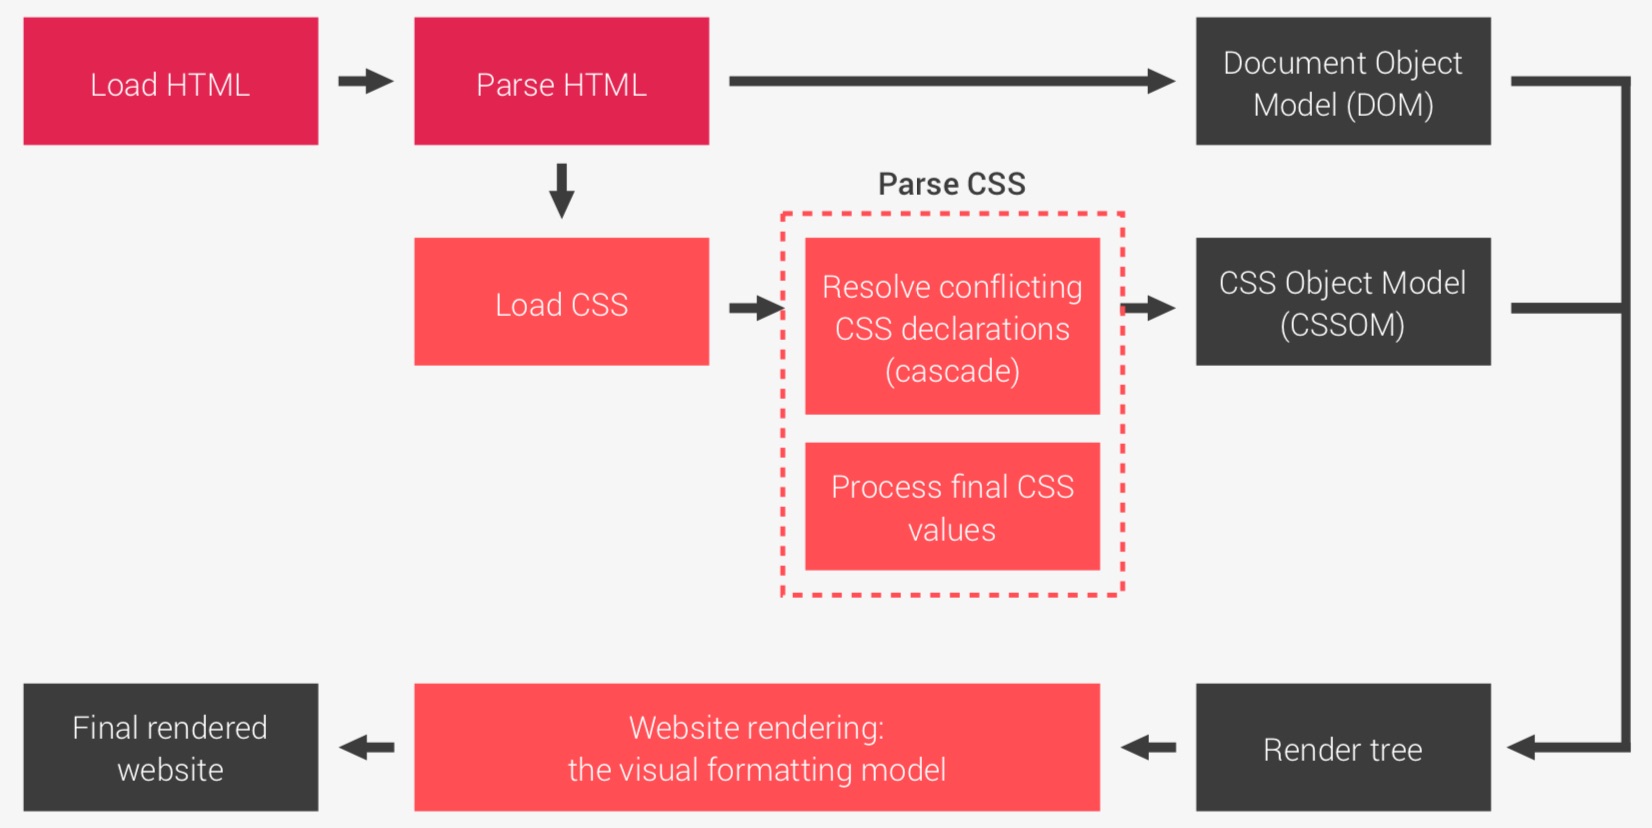 Load HTML
Parse HTML
Document Object
Model (DOM)
Parse CSS
Load CSS
Resolve conflicting
CSS declarations
(cascade)
CSS Object Model
(CSSOM)
Process final CSS
values
Final rendered
website
Website rendering:
the visual formatting model
Render tree